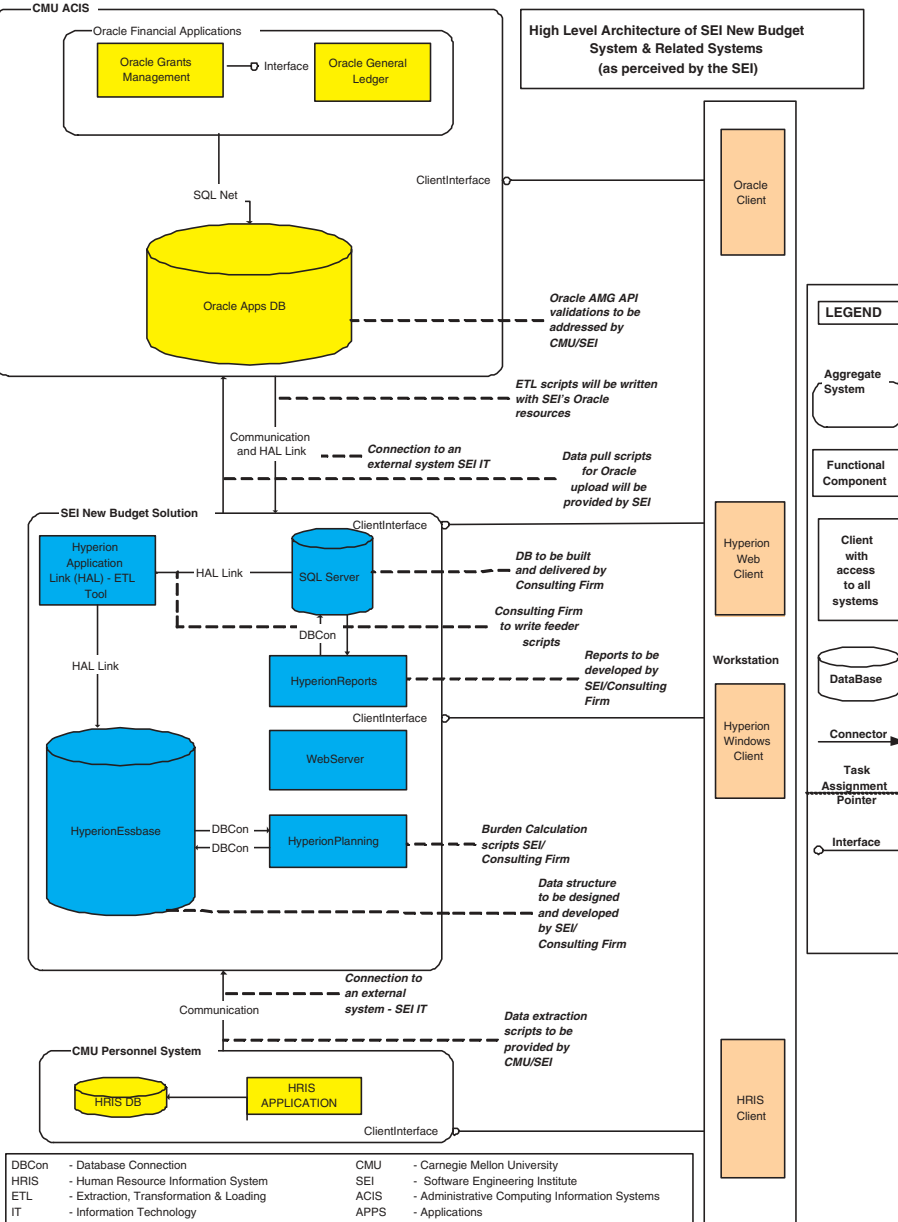 CMU ACIS
Oracle Financial Applications
Oracle Grants
Management
Interface
Oracle General
Ledger
High Level Architecture of SEI New Budget
System & Related Systems
(as perceived by the SEI)
ClientInterface
Oracle
Client
SQL Net
Oracle Apps DB
Oracle AMG API
validations to be
addressed by
CMU/SEI
ETL scripts will be written
with SEI's Oracle
resources
Communication
and HAL Link
Connection to an
external system SEI IT
Data pull scripts
for Oracle
upload will be
provided by SEI
SEI New Budget Solution
ClientInterface
Hyperion
Application
Link (HAL) - ETL
Tool
HAL Link
SQL Server
DB to be built
and delivered by
Consulting Firm
Hyperion
Web
Client
Consulting Firm
to write feeder
scripts
DBCon
HAL Link
HyperionReports
Reports to be
developed by
SEI/Consulting
Firm
Workstation
ClientInterface
Hyperion
Windows
Client
WebServer
HyperionEssbase
DBCon
DBCon
HyperionPlanning
Burden Calculation
scripts SEI/
Consulting Firm
Data structure
to be designed
and developed
by SEI/
Consulting Firm
Connection to
an external
system - SEI IT
Communication
Data extraction
scripts to be
provided by
CMU/SEI
CMU Personnel System
HRIS DB
HRIS
APPLICATION
ClientInterface
HRIS
Client
LEGEND
Aggregate
System
Functional
Component
Client
with
access
to all
systems
DataBase
Connector
Task
Assignment
Pointer
Interface
DBCon - Database Connection
HRIS - Human Resource Information System
ETL - Extraction, Transformation & Loading
IT - Information Technology
CMU - Carnegie Mellon University
SEI - Software Engineering Institute
ACIS - Administrative Computing Information Systems
APPS - Applications